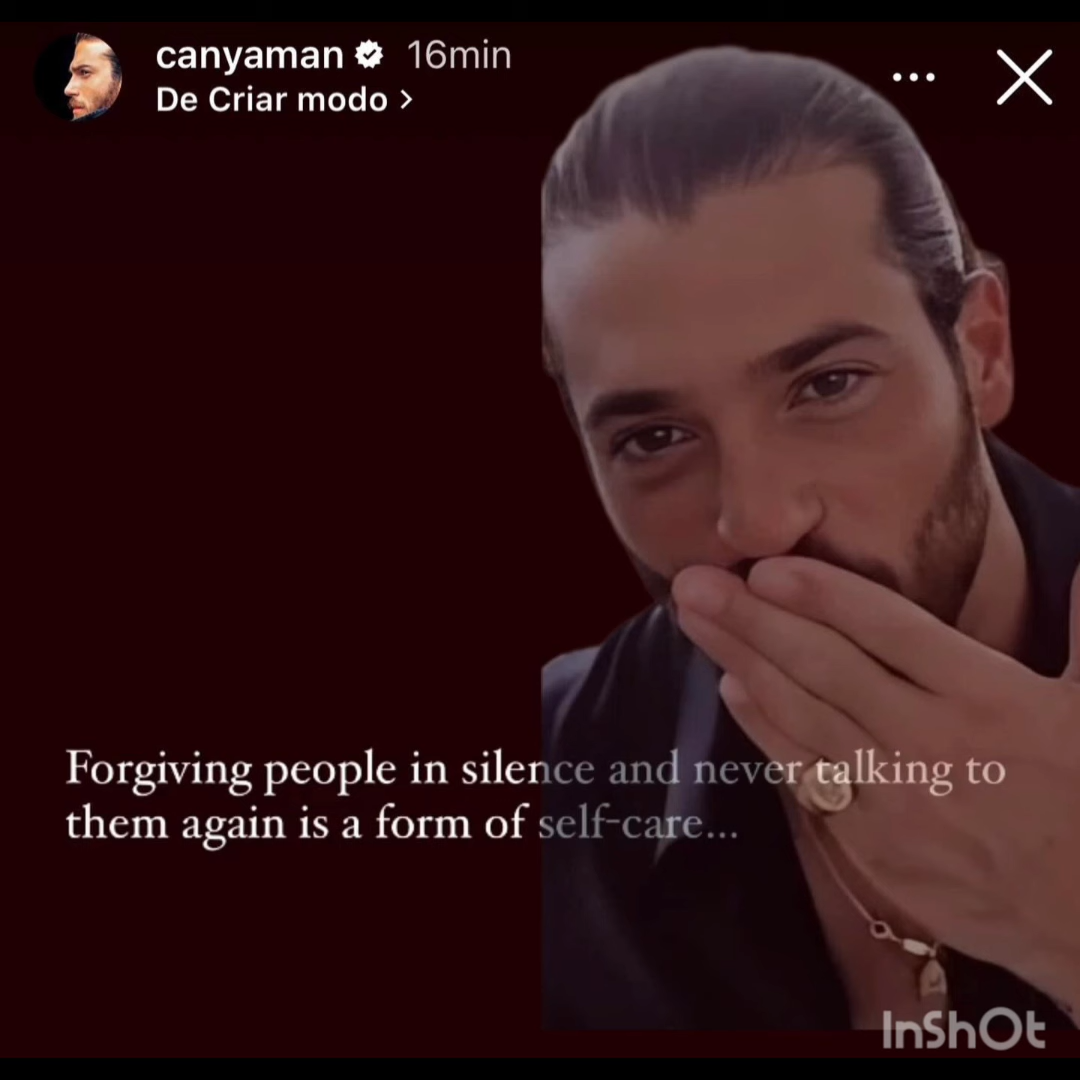 canyaman 16min
De Criar modo >
Forgiving people in silence and never talking to
them again is a form of self-care...
InShOt